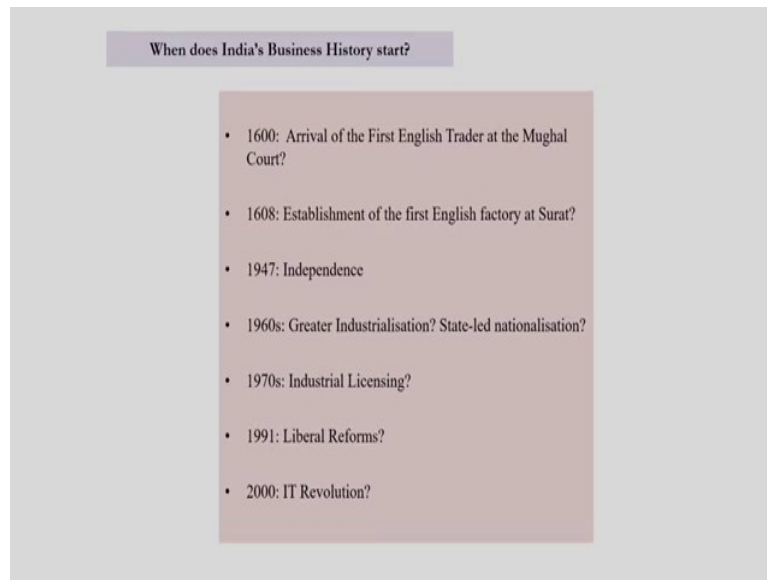 When does India's Business History start?
• 1600: Arrival of the First English Trader at the Mughal
Court?
• 1608: Establishment of the first English factory at Surat?
• 1947: Independence
• 1960s: Greater Industrialisation? State-led nationalisation?
• 1970s: Industrial Licensing?
• 1991: Liberal Reforms?
• 2000: IT Revolution?